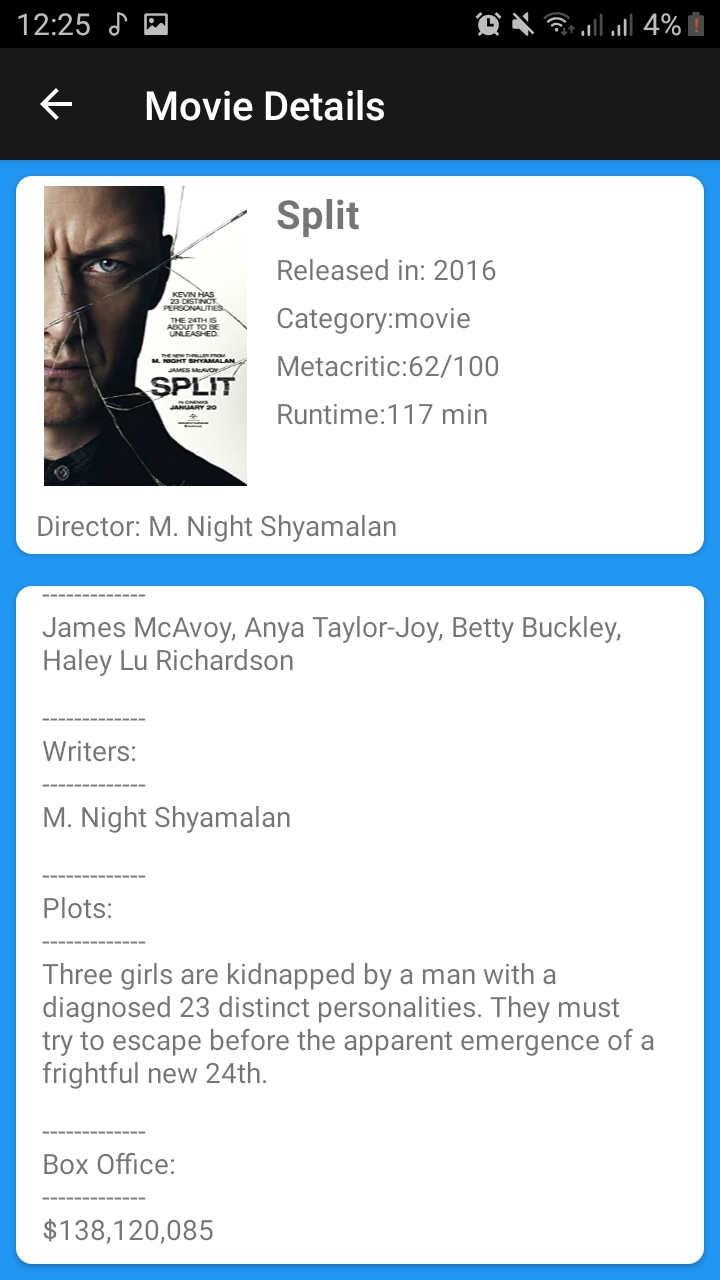 12:25 4%
Movie Details
Split
Released in: 2016
Category:movie
Metacritic:62/100
Runtime:117 min
KEVIN HAS
23 DISTINCT
PERSONALITIES.
THE 24TH IS
ABOUT TO BE
UNLEASHED.
THE NEW THRILLER FROM
M. NIGHT SHYAMALAN
JAMES McAVOY
SPLIT
IN CINEMAS
JANUARY 20
Director: M. Night Shyamalan
-------------
James McAvoy, Anya Taylor-Joy, Betty Buckley,
Haley Lu Richardson
-------------
Writers:
-------------
M. Night Shyamalan
-------------
Plots:
-------------
Three girls are kidnapped by a man with a
diagnosed 23 distinct personalities. They must
try to escape before the apparent emergence of a
frightful new 24th.
-------------
Box Office:
-------------
$138,120,085